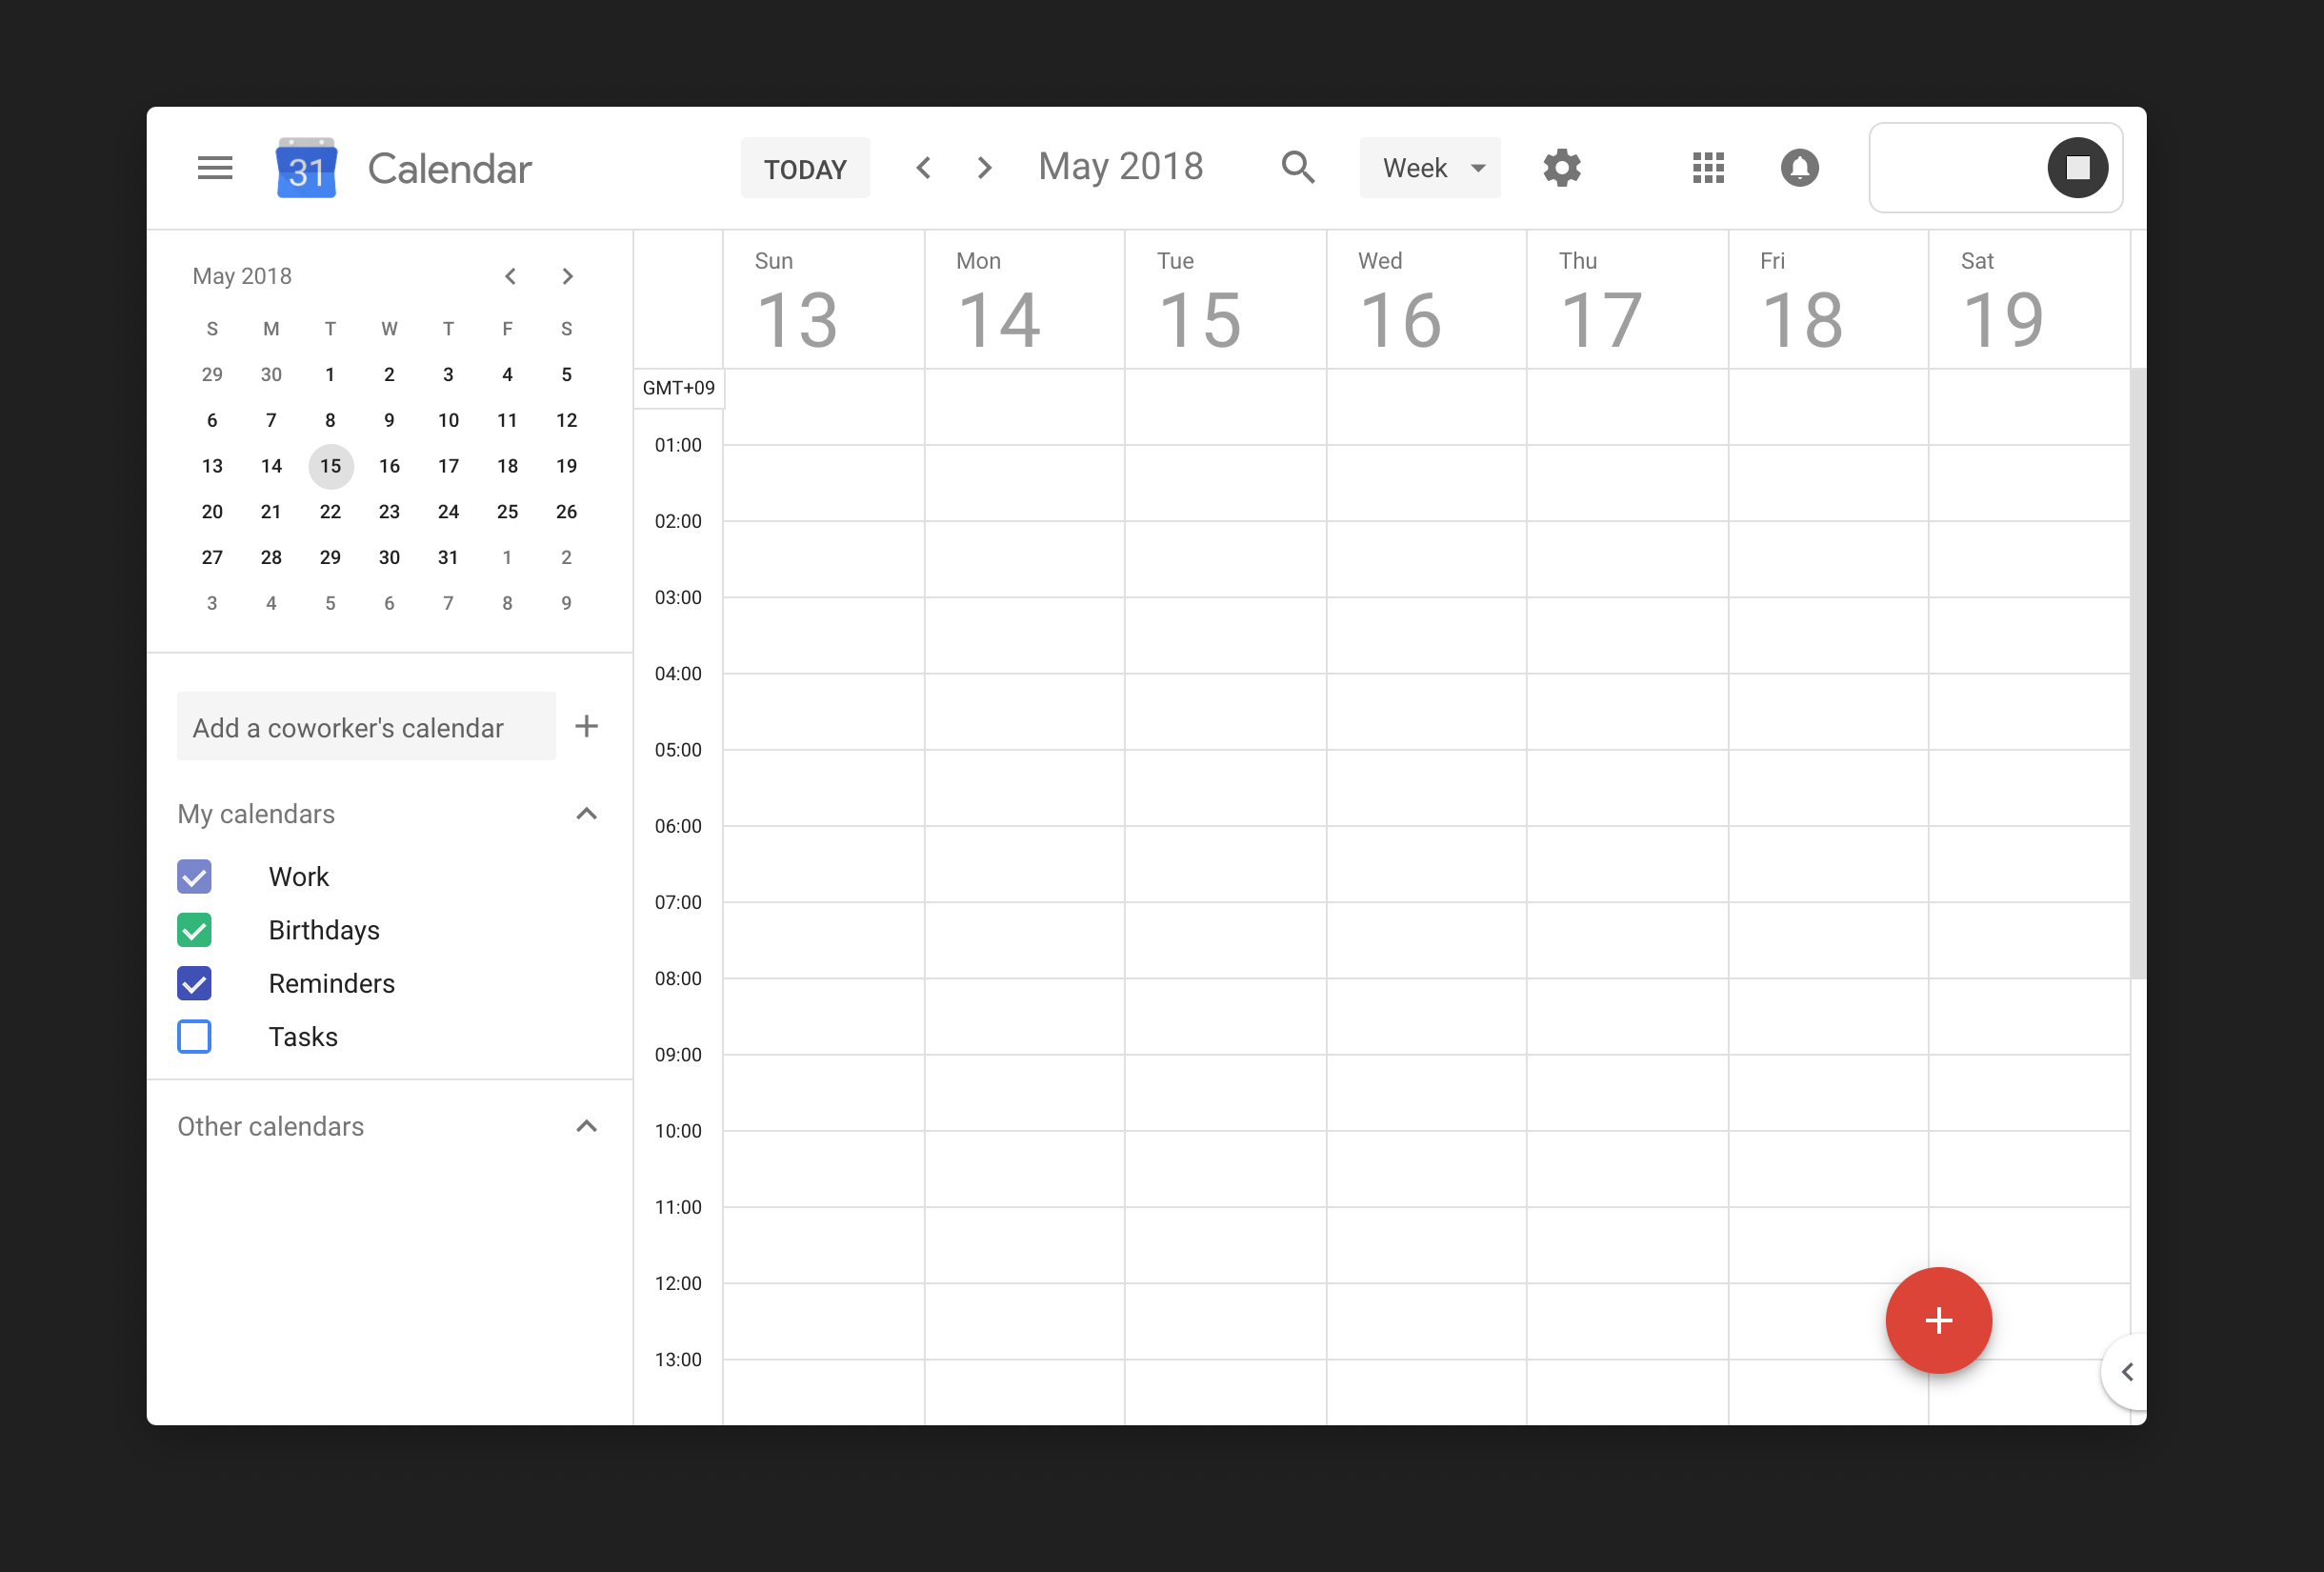 31 Calendar TODAY May 2018 Week
May 2018
S M T W T F S
29 30 1 2 3 4 5
6 7 8 9 10 11 12
13 14 15 16 17 18 19
20 21 22 23 24 25 26
27 28 29 30 31 1 2
3 4 5 6 7 8 9
Add a coworker's calendar
My calendars
Work
Birthdays
Reminders
Tasks
Other calendars
Sun Mon Tue Wed Thu Fri Sat
13 14 15 16 17 18 19
GMT+09
01:00
02:00
03:00
04:00
05:00
06:00
07:00
08:00
09:00
10:00
11:00
12:00
13:00